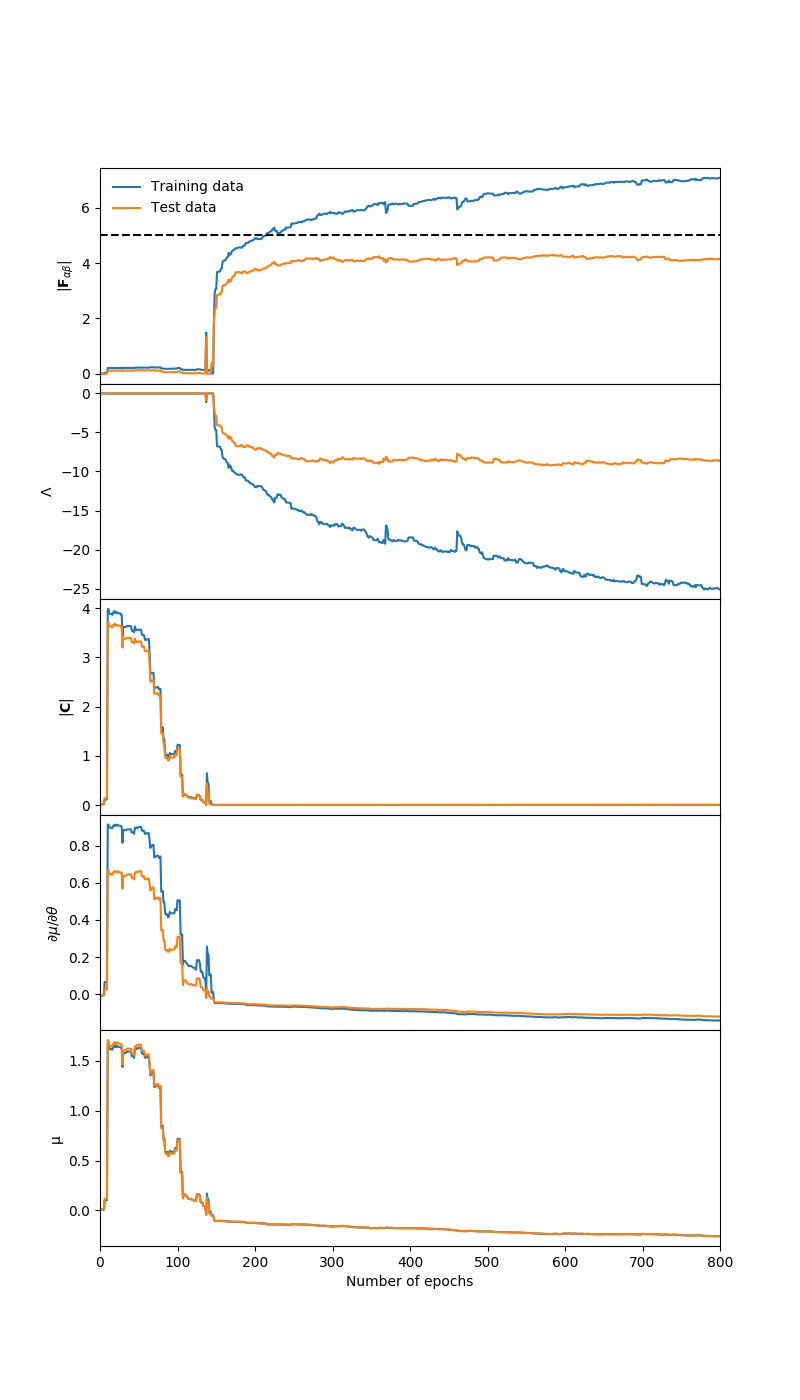 Training data
Test data
6
4
2
0
|F_αβ|
0
−5
−10
−15
−20
−25
Λ
4
3
2
1
0
|C|
0.8
0.6
0.4
0.2
0.0
∂μ/∂θ
1.5
1.0
0.5
0.0
μ
0 100 200 300 400 500 600 700 800
Number of epochs